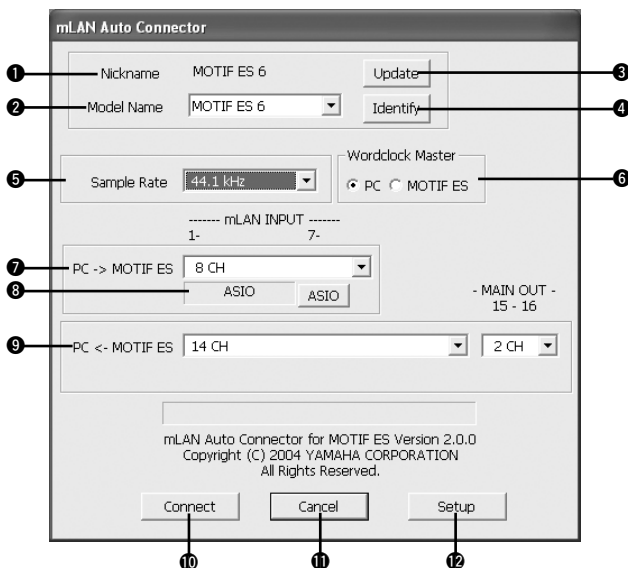 mLAN Auto Connector
❶ Nickname MOTIF ES 6 Update ❸
❷ Model Name MOTIF ES 6 Identify ❹
Wordclock Master
❺ Sample Rate 44.1 kHz PC MOTIF ES ❻
------- mLAN INPUT -------
1- 7-
❼ PC -> MOTIF ES 8 CH
❽ ASIO ASIO
- MAIN OUT -
15 - 16
❾ PC <- MOTIF ES 14 CH 2 CH
mLAN Auto Connector for MOTIF ES Version 2.0.0
Copyright (C) 2004 YAMAHA CORPORATION
All Rights Reserved.
Connect Cancel Setup
❿ ⓫ ⓬